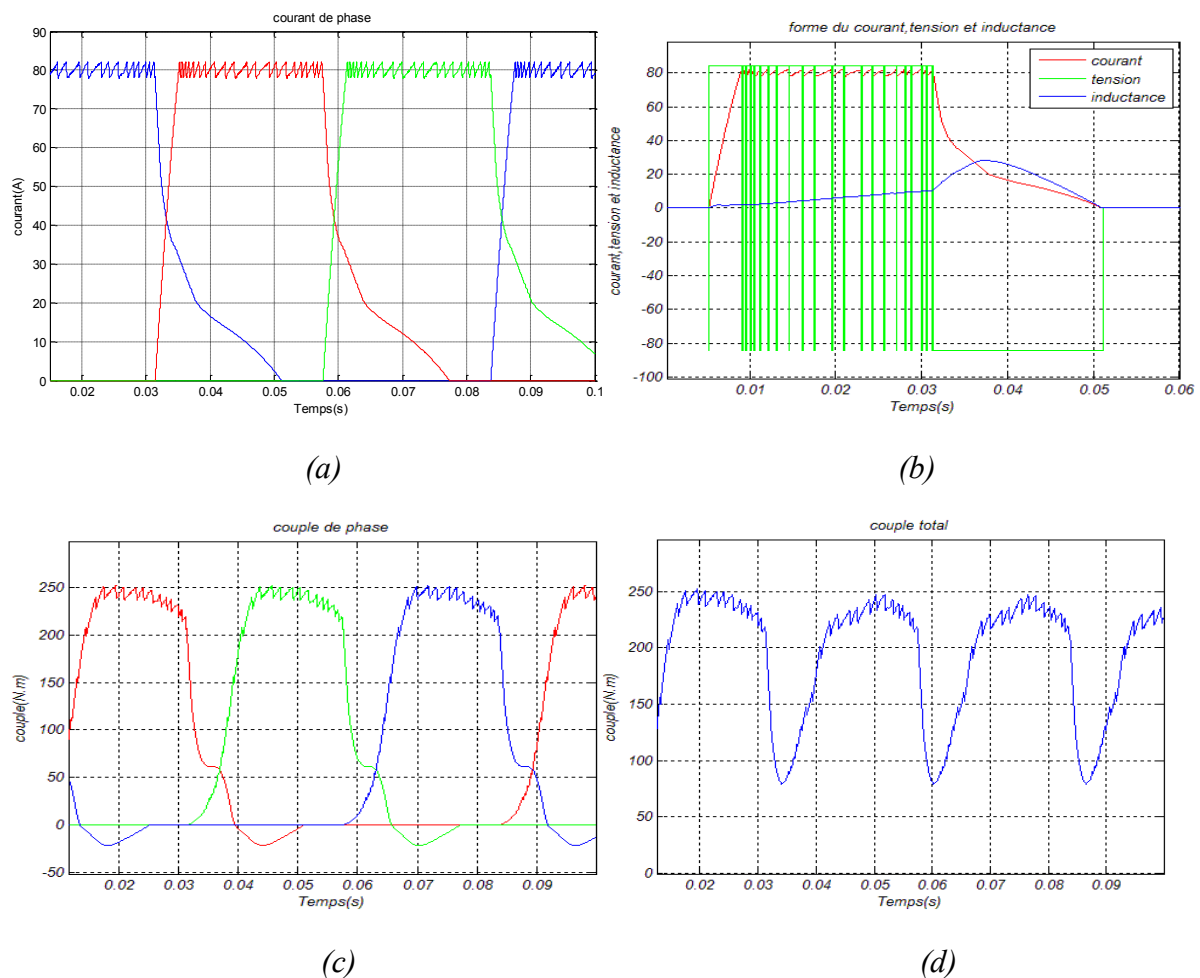 courant de phase
90
80
70
60
50
40
30
20
10
0
courant(A)
0.02 0.03 0.04 0.05 0.06 0.07 0.08 0.09 0.1
Temps(s)
(a)
forme du courant,tension et inductance
80
60
40
20
0
-20
-40
-60
-80
-100
courant,tension et inductance
courant
tension
inductance
0.01 0.02 0.03 0.04 0.05 0.06
Temps(s)
(b)
couple de phase
250
200
150
100
50
0
-50
couple(N.m)
0.02 0.03 0.04 0.05 0.06 0.07 0.08 0.09
Temps(s)
(c)
couple total
250
200
150
100
50
0
couple(N.m)
0.02 0.03 0.04 0.05 0.06 0.07 0.08 0.09
Temps(s)
(d)